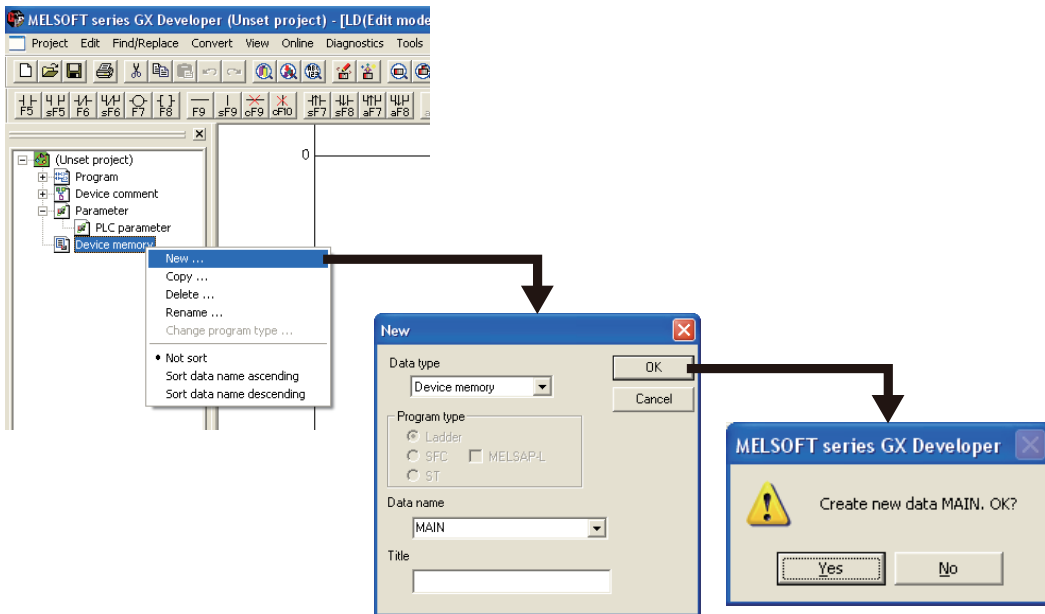 MELSOFT series GX Developer (Unset project) - [LD(Edit mode
Project Edit Find/Replace Convert View Online Diagnostics Tools
F5 sF5 F6 sF6 F7 F8 F9 sF9 cF9 cF10 sF7 sF8 aF7 aF8
(Unset project)
Program
Device comment
Parameter
PLC parameter
Device memory
0
New ...
Copy ...
Delete ...
Rename ...
Change program type ...
Not sort
Sort data name ascending
Sort data name descending
New
Data type
Device memory
OK
Cancel
Program type
Ladder
SFC MELSAP-L
ST
Data name
MAIN
Title
MELSOFT series GX Developer
Create new data MAIN. OK?
Yes No